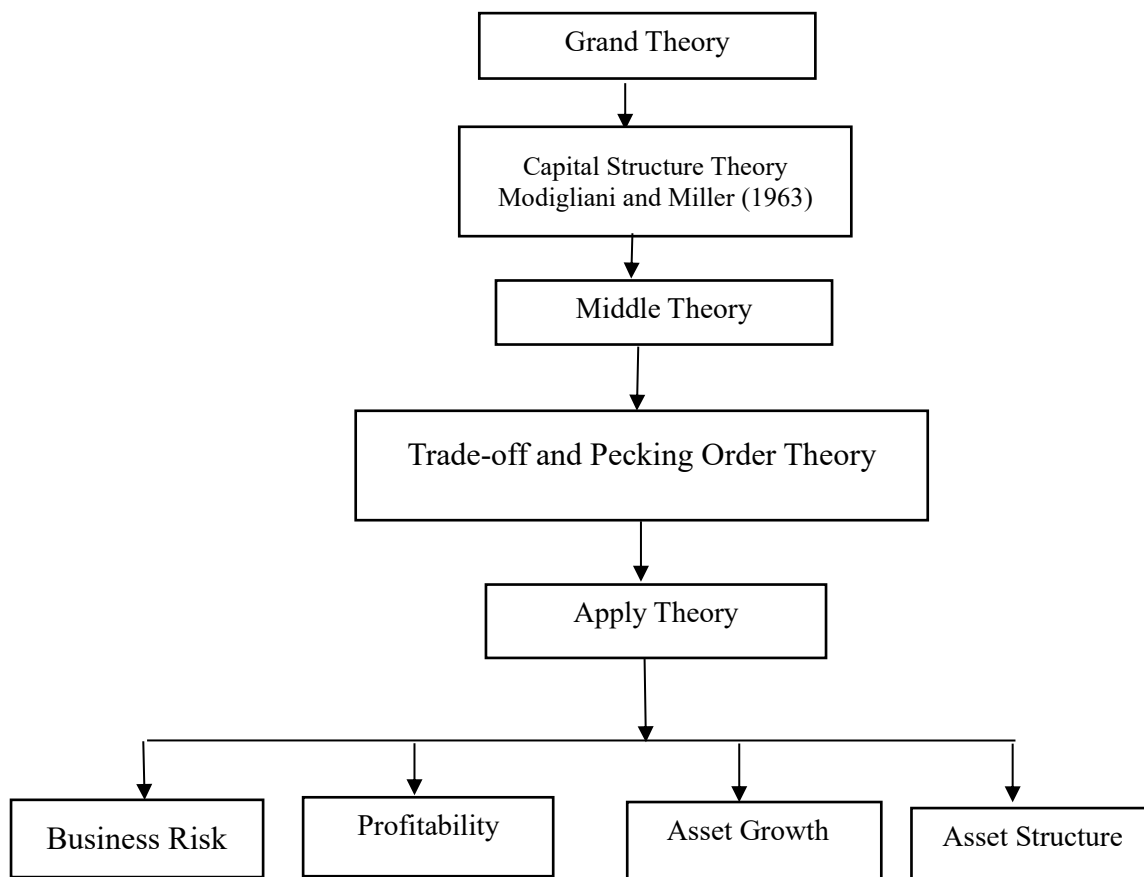 Grand Theory
Capital Structure Theory
Modigliani and Miller (1963)
Middle Theory
Trade-off and Pecking Order Theory
Apply Theory
Business Risk
Profitability
Asset Growth
Asset Structure